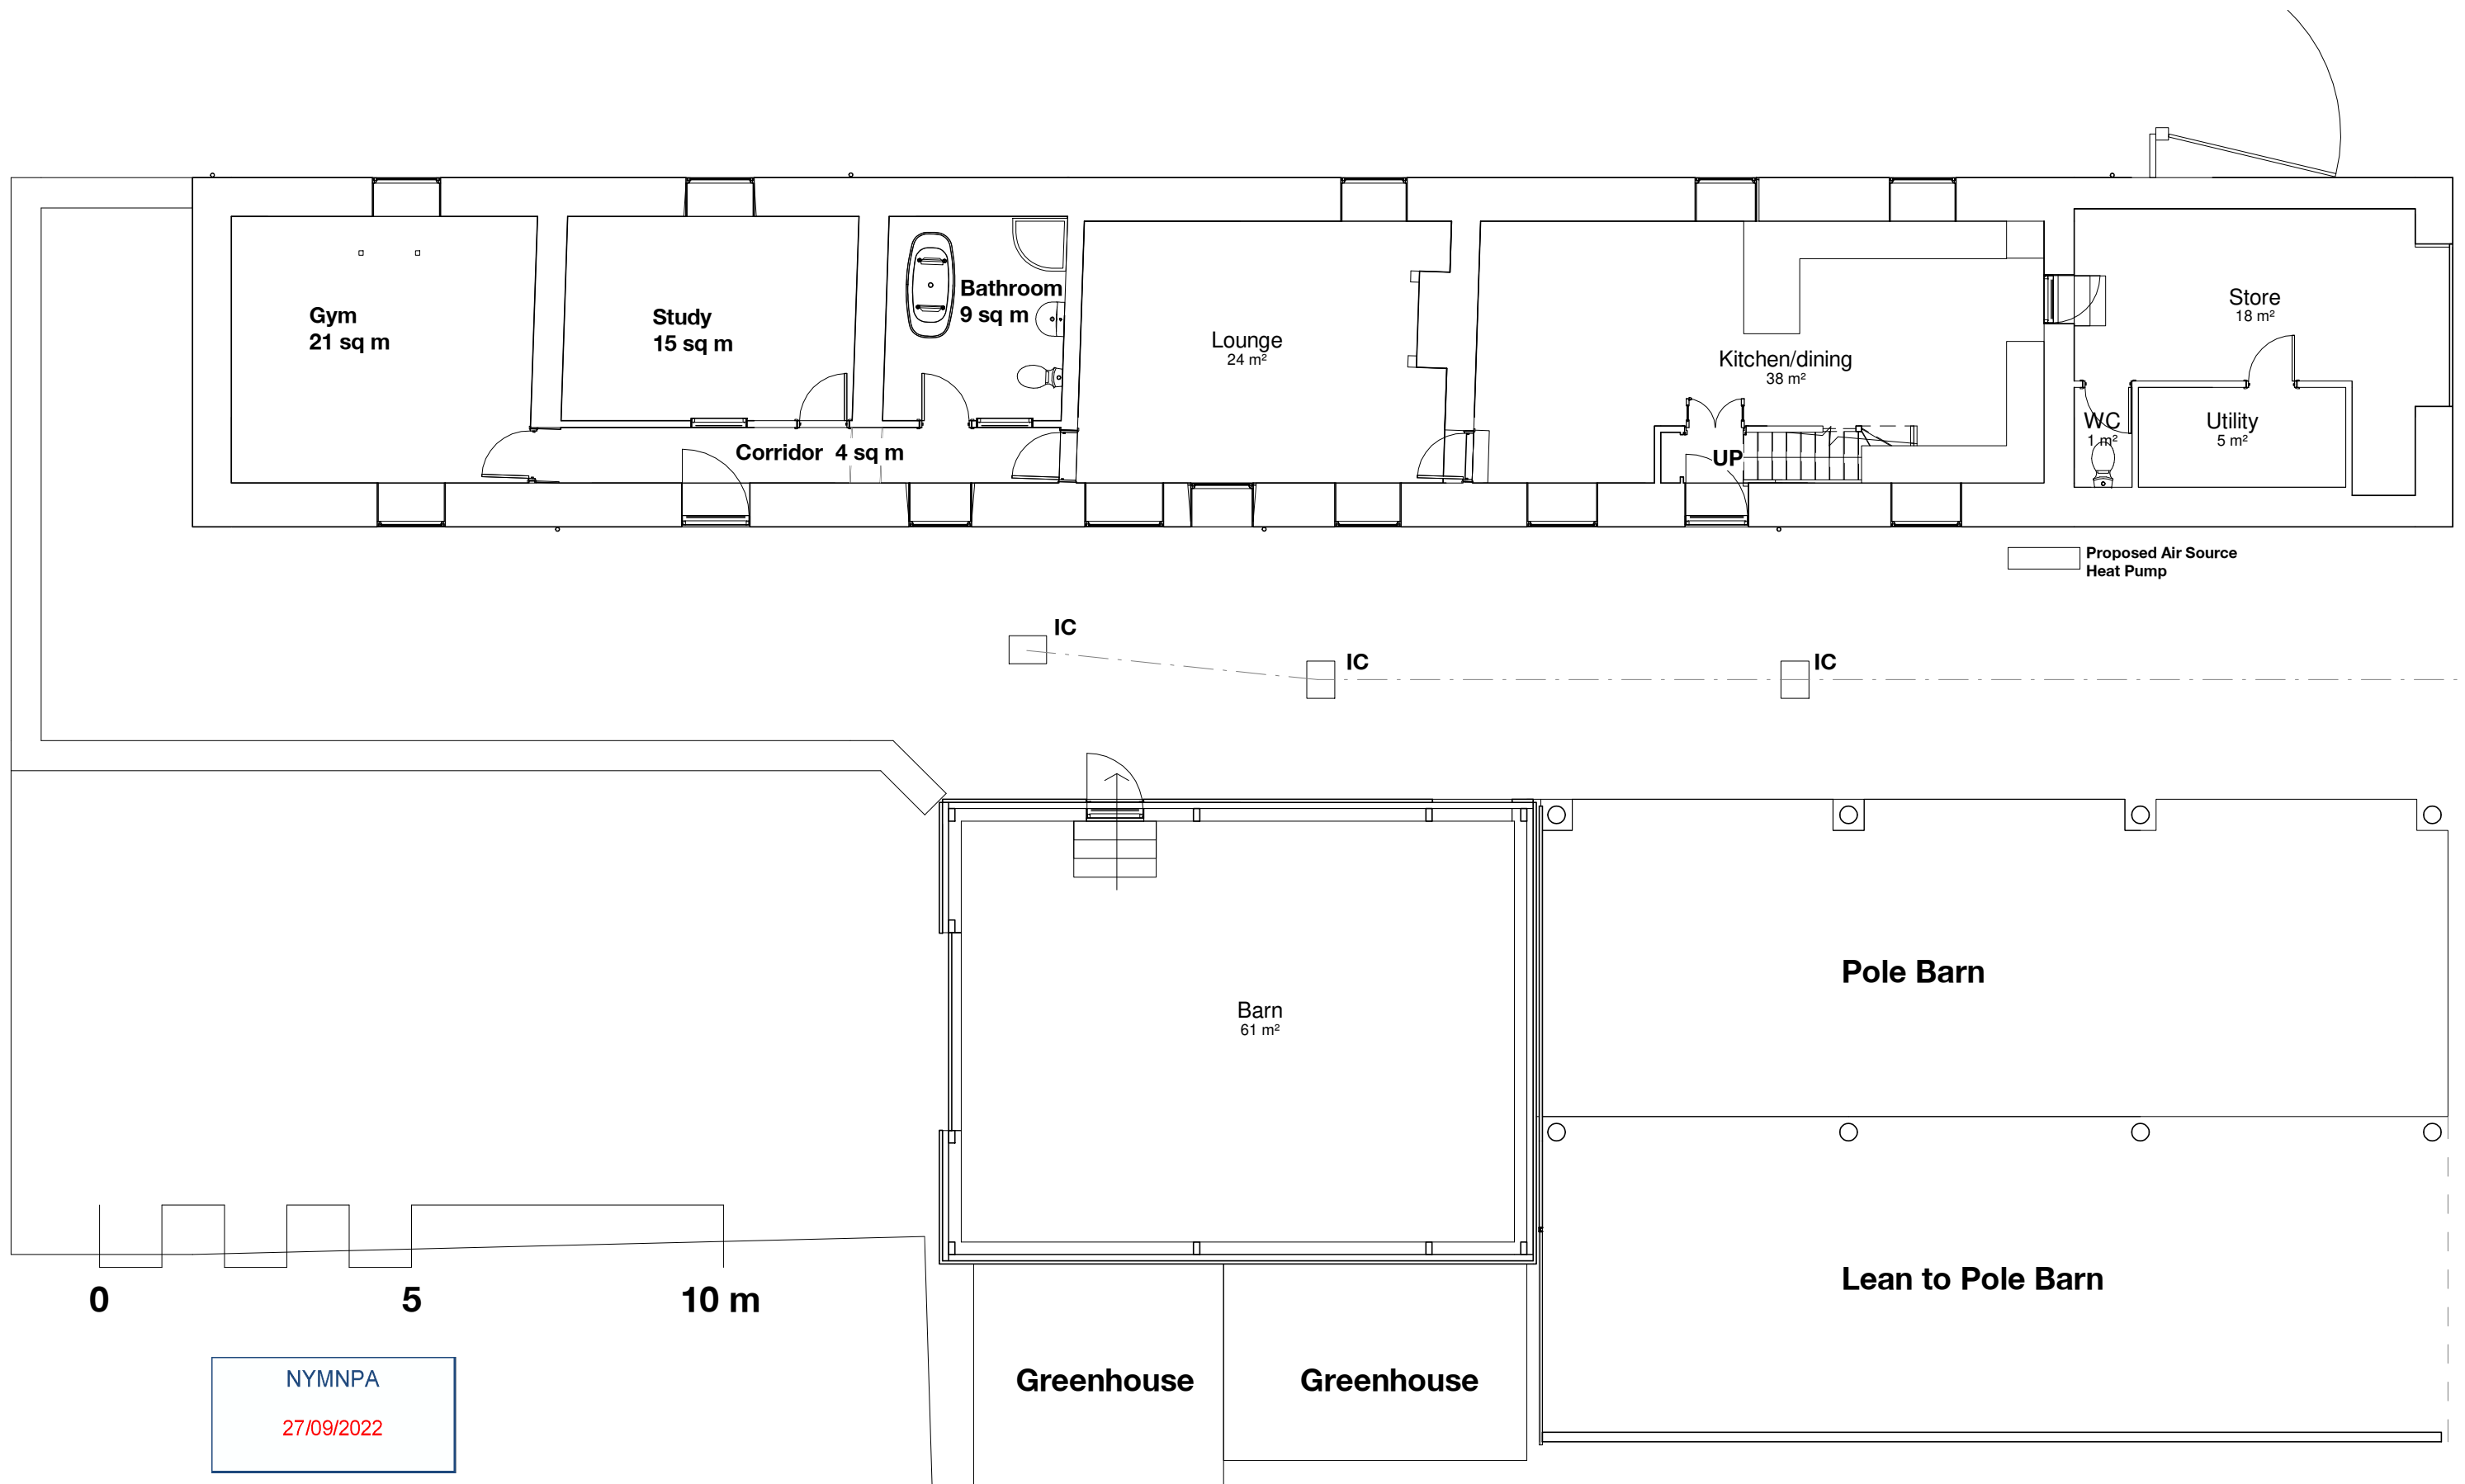 Gym
21 sq m
Study
15 sq m
Bathroom
9 sq m
Corridor  4 sq m
Lounge
24 m²
Kitchen/dining
38 m²
UP
Store
18 m²
WC
1 m²
Utility
5 m²
Proposed Air Source
Heat Pump
IC
IC
IC
Barn
61 m²
Pole Barn
Lean to Pole Barn
Greenhouse
Greenhouse
0
5
10 m
NYMNPA
27/09/2022